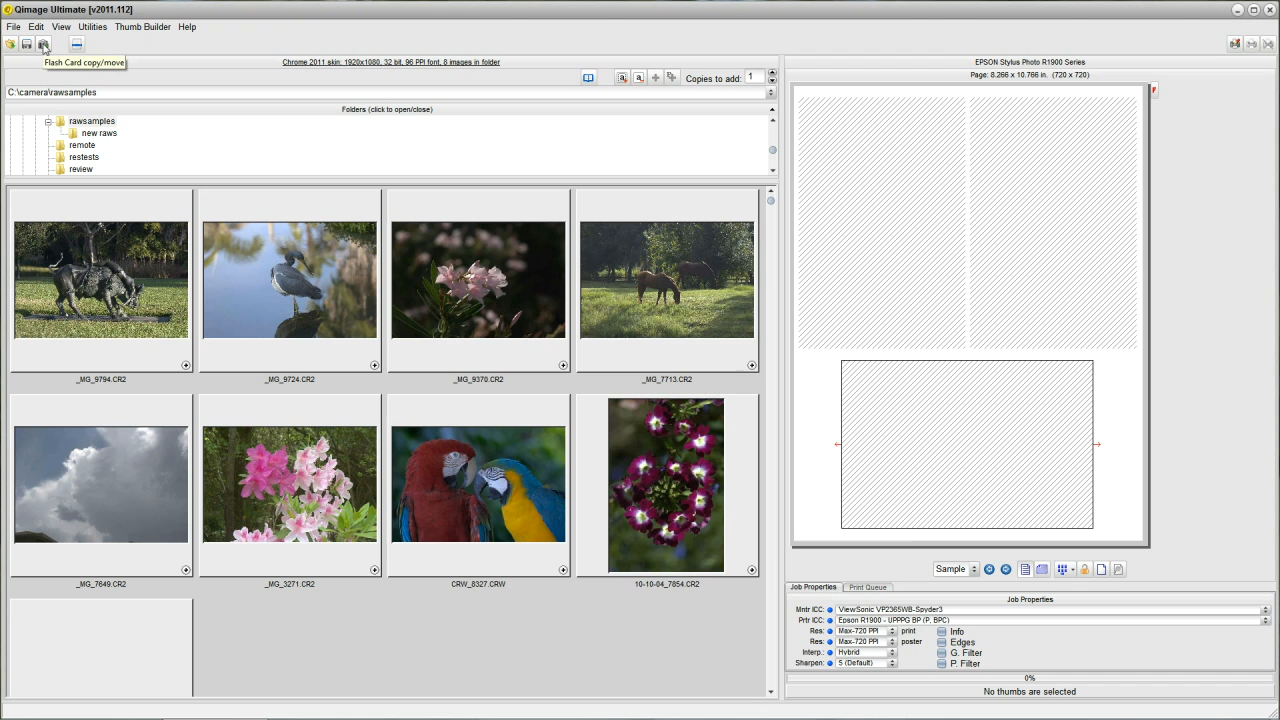 Qimage Ultimate [v2011.112]
File Edit View Utilities Thumb Builder Help
Flash Card copy/move
Chrome 2011 skin: 1920x1080, 32 bit, 96 PPI font, 8 images in folder
Copies to add: 1
C:\camera\rawsamples
Folders (click to open/close)
rawsamples
new raws
remote
restests
review
_MG_9794.CR2
_MG_9724.CR2
_MG_9370.CR2
_MG_7713.CR2
_MG_7649.CR2
_MG_3271.CR2
CRW_8327.CRW
10-10-04_7854.CR2
EPSON Stylus Photo R1900 Series
Page: 8.266 x 10.766 in. (720 x 720)
Sample
Job Properties Print Queue
Job Properties
Mntr ICC: ViewSonic VP2365WB-Spyder3
Prtr ICC: Epson R1900 - UPPG BP (P, BPC)
Res: Max-720 PPI print Info
Res: Max-720 PPI poster Edges
Interp.: Hybrid G. Filter
Sharpen: 5 (Default) P. Filter
0%
No thumbs are selected